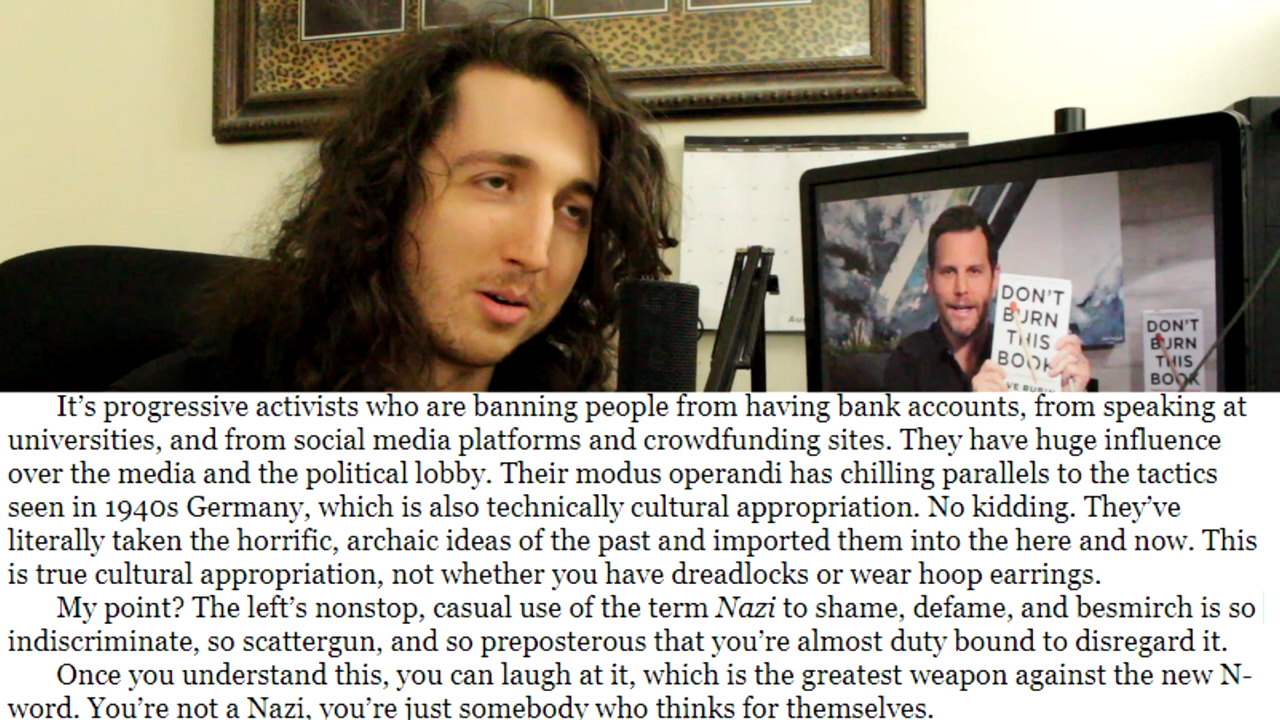 DON'T
BURN
THIS
BOOK
VE RUBIN
DON'T
BURN
THIS
BOOK
It's progressive activists who are banning people from having bank accounts, from speaking at
universities, and from social media platforms and crowdfunding sites. They have huge influence
over the media and the political lobby. Their modus operandi has chilling parallels to the tactics
seen in 1940s Germany, which is also technically cultural appropriation. No kidding. They've
literally taken the horrific, archaic ideas of the past and imported them into the here and now. This
is true cultural appropriation, not whether you have dreadlocks or wear hoop earrings.
My point? The left's nonstop, casual use of the term Nazi to shame, defame, and besmirch is so
indiscriminate, so scattergun, and so preposterous that you're almost duty bound to disregard it.
Once you understand this, you can laugh at it, which is the greatest weapon against the new N-
word. You're not a Nazi, you're just somebody who thinks for themselves.